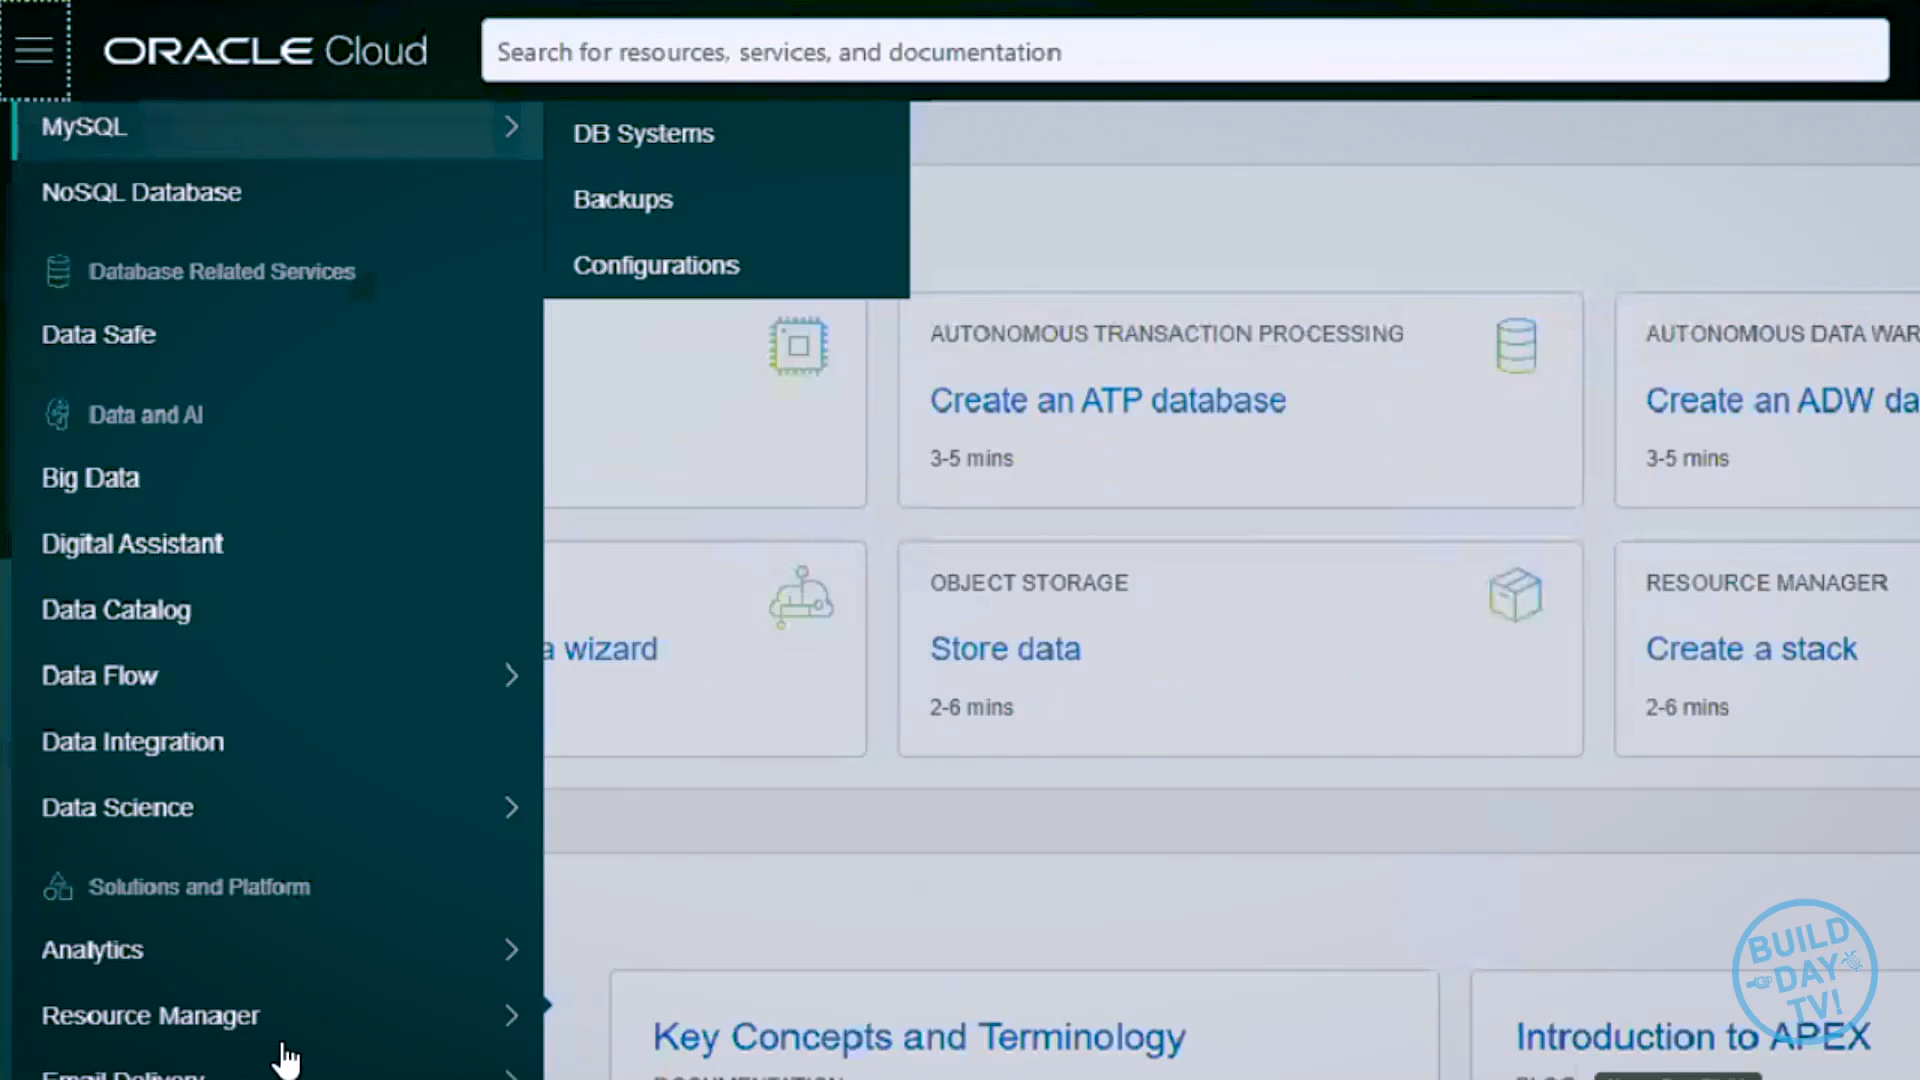 ORACLE Cloud
Search for resources, services, and documentation
MySQL
NoSQL Database
Database Related Services
Data Safe
Data and AI
Big Data
Digital Assistant
Data Catalog
Data Flow
Data Integration
Data Science
Solutions and Platform
Analytics
Resource Manager
Email Delivery
DB Systems
Backups
Configurations
AUTONOMOUS TRANSACTION PROCESSING
Create an ATP database
3-5 mins
AUTONOMOUS DATA WAR
Create an ADW da
3-5 mins
a wizard
OBJECT STORAGE
Store data
2-6 mins
RESOURCE MANAGER
Create a stack
2-6 mins
Key Concepts and Terminology
DOCUMENTATION
Introduction to APEX
BLOG
BUILD
DAY
TV!